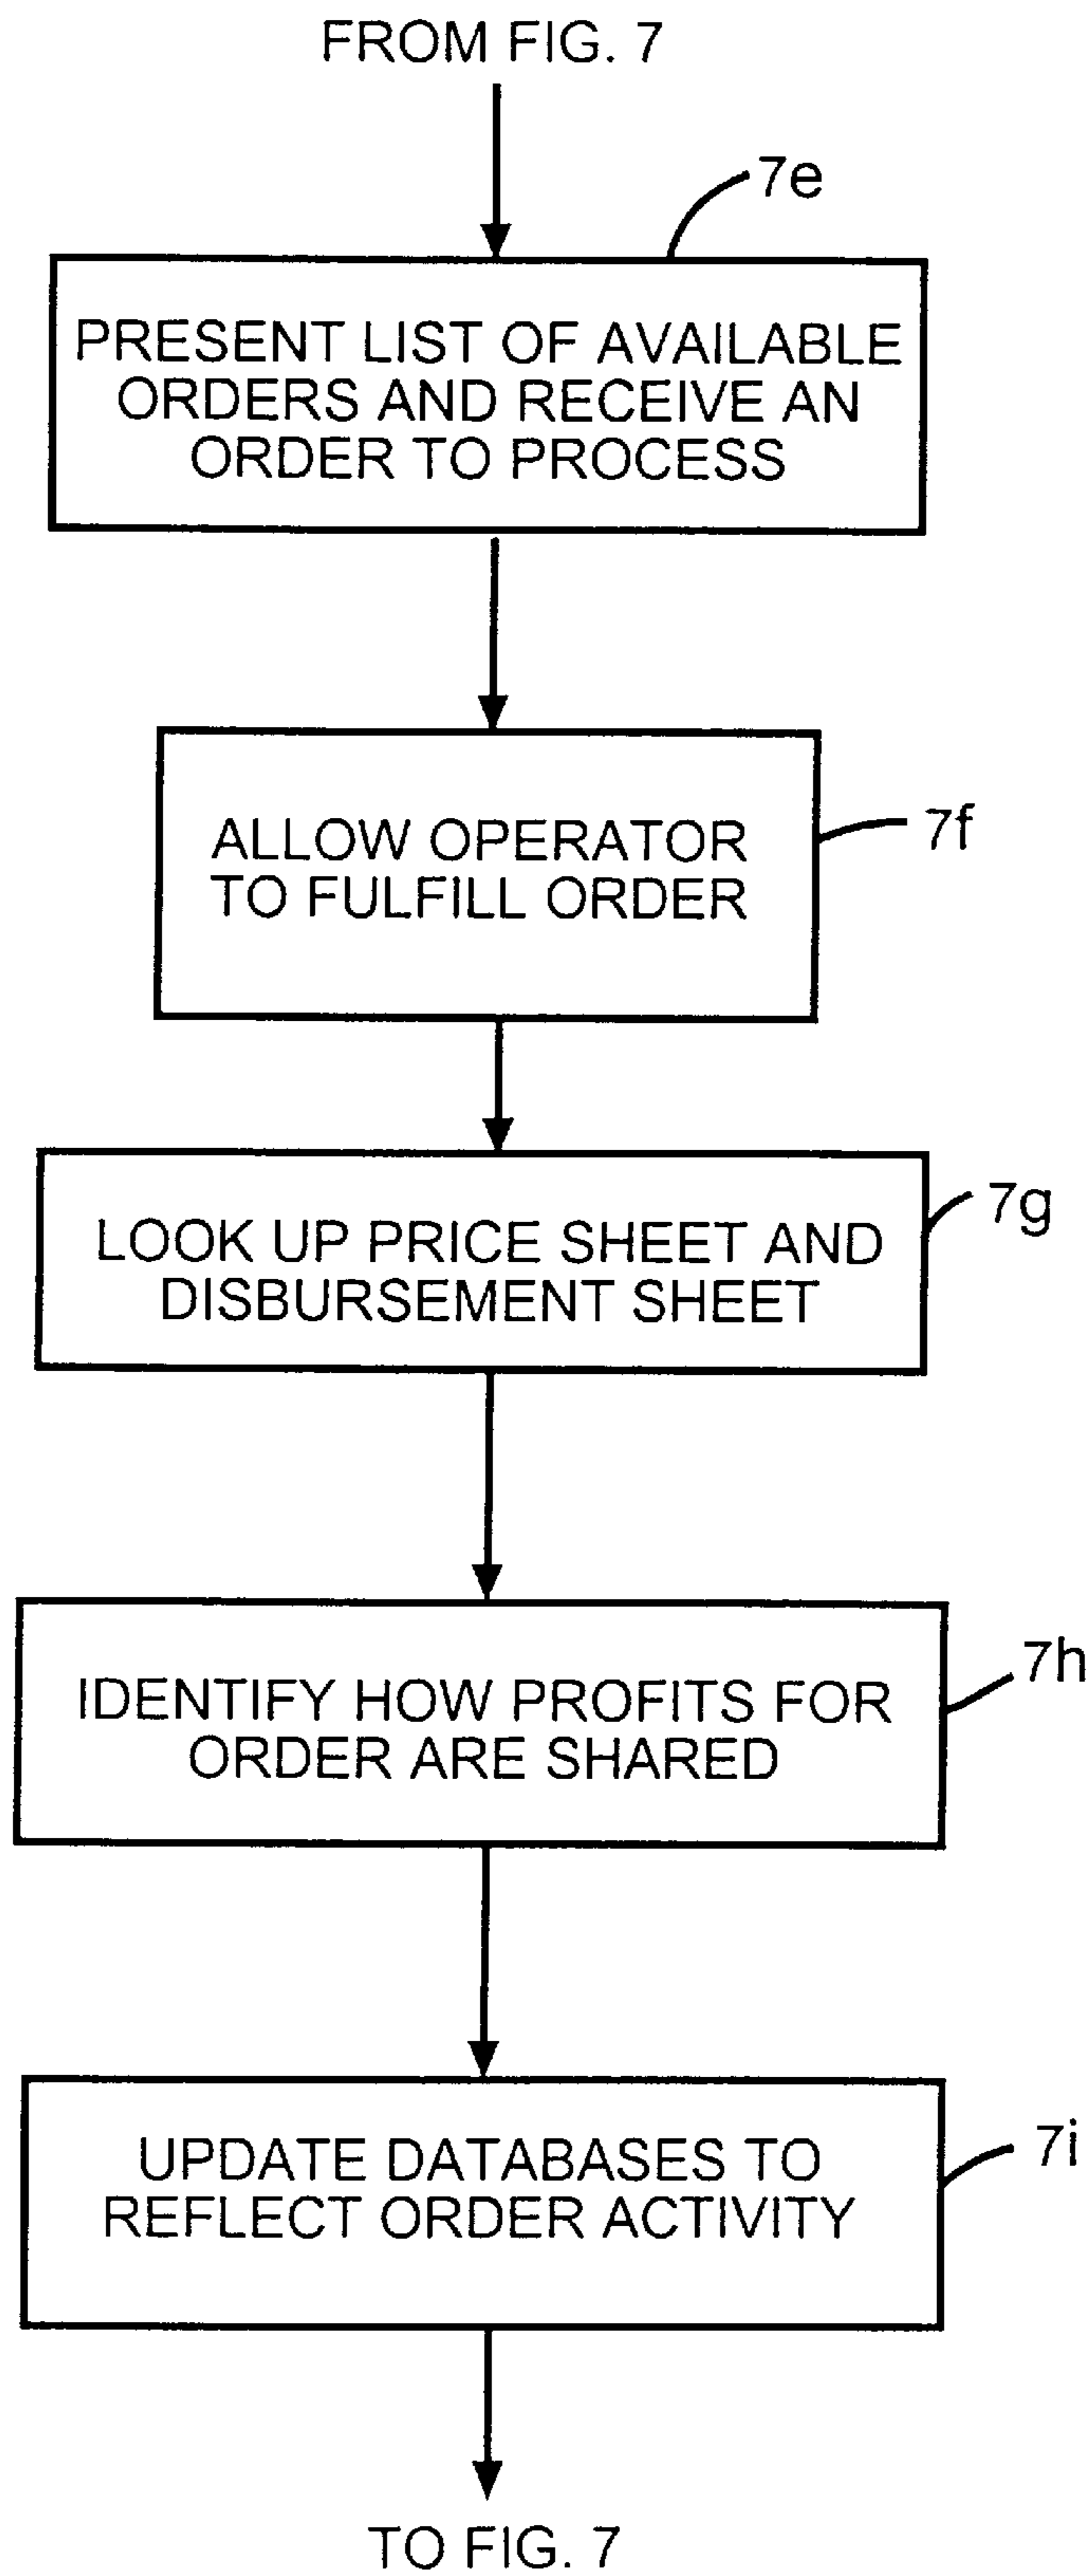 FROM FIG. 7
7e
PRESENT LIST OF AVAILABLE
ORDERS AND RECEIVE AN
ORDER TO PROCESS
7f
ALLOW OPERATOR
TO FULFILL ORDER
7g
LOOK UP PRICE SHEET AND
DISBURSEMENT SHEET
7h
IDENTIFY HOW PROFITS FOR
ORDER ARE SHARED
7i
UPDATE DATABASES TO
REFLECT ORDER ACTIVITY
TO FIG. 7